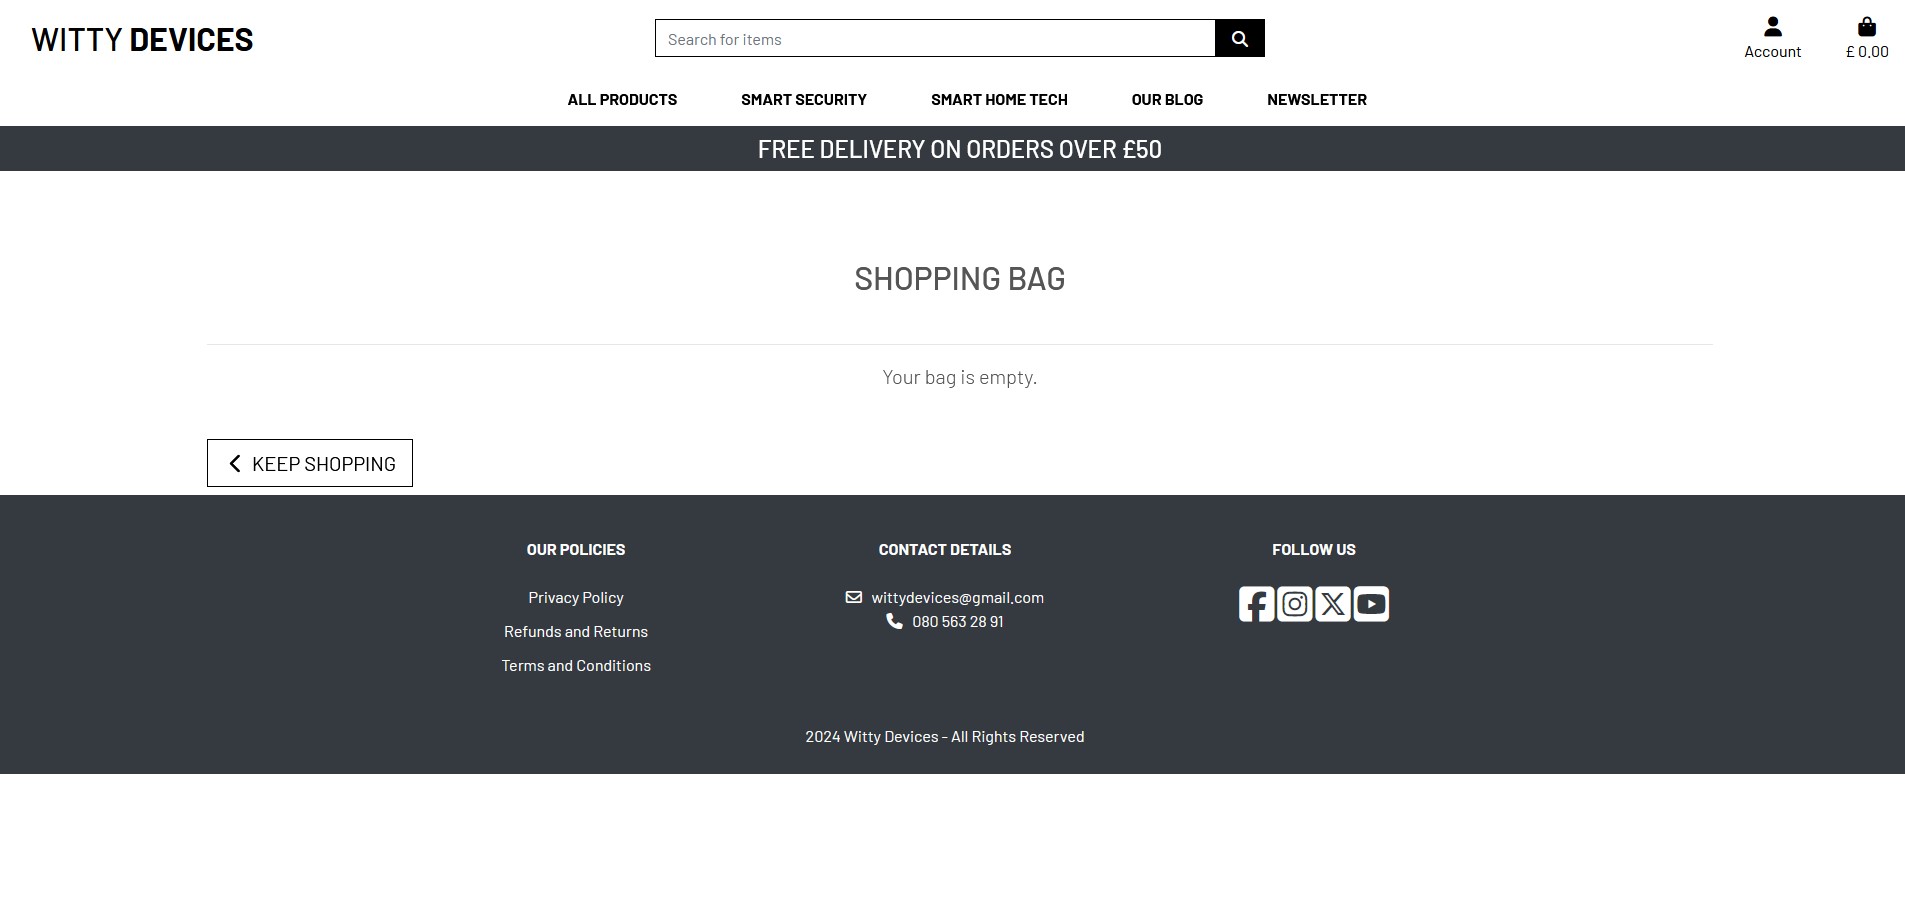 WITTY DEVICES
Search for items
Account
£ 0.00
ALL PRODUCTS
SMART SECURITY
SMART HOME TECH
OUR BLOG
NEWSLETTER
FREE DELIVERY ON ORDERS OVER £50
SHOPPING BAG
Your bag is empty.
KEEP SHOPPING
OUR POLICIES
Privacy Policy
Refunds and Returns
Terms and Conditions
CONTACT DETAILS
wittydevices@gmail.com
080 563 28 91
FOLLOW US
2024 Witty Devices - All Rights Reserved